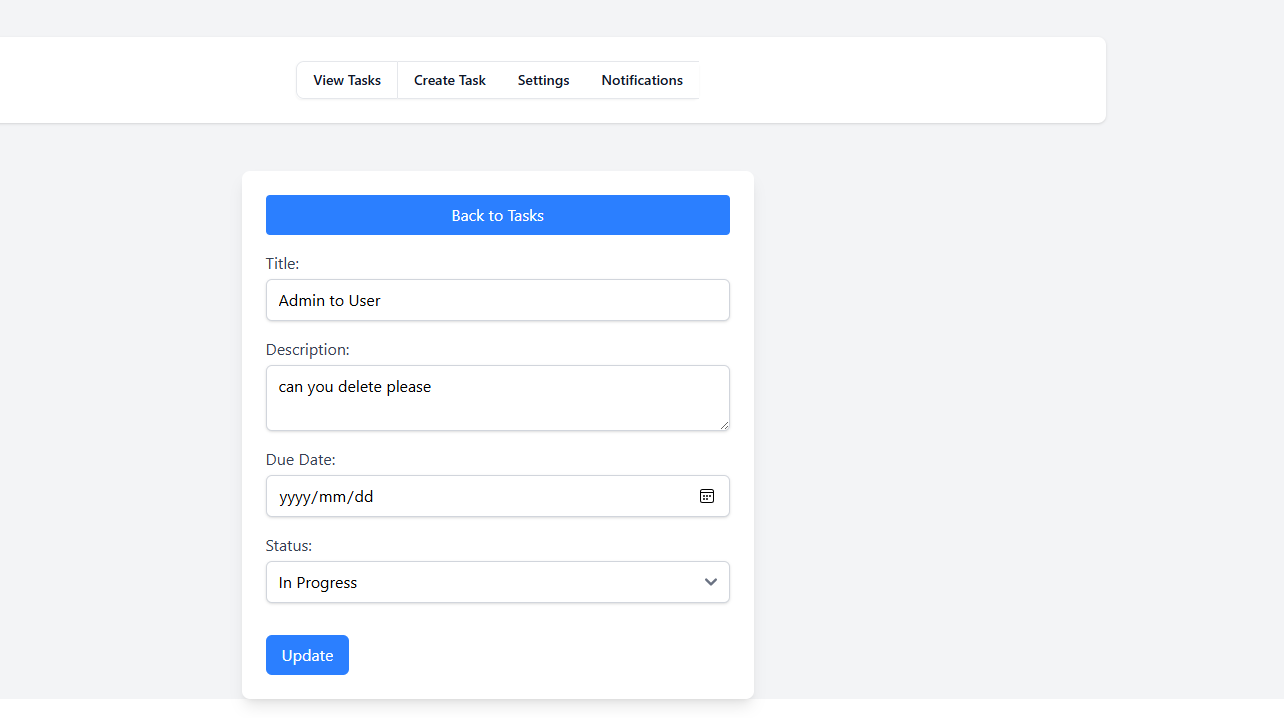 View Tasks Create Task Settings Notifications
Back to Tasks
Title:
Admin to User
Description:
can you delete please
Due Date:
yyyy/mm/dd
Status:
In Progress
Update